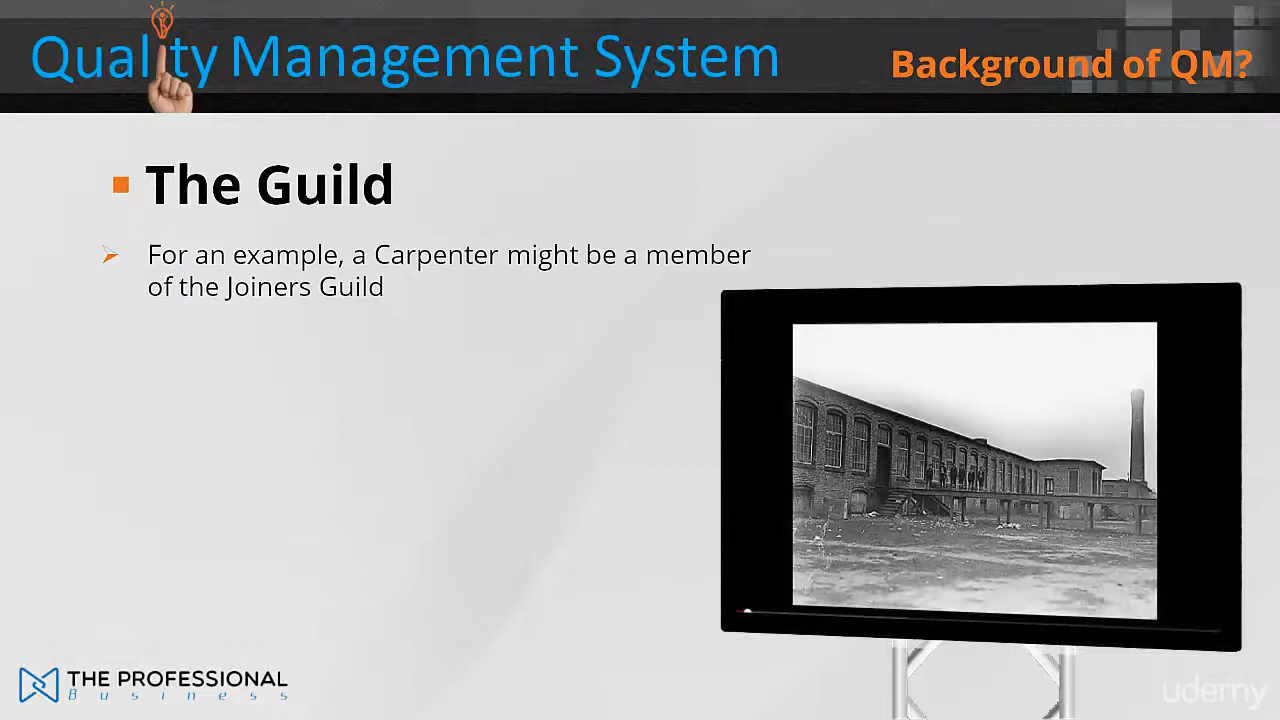 Quality Management System
Background of QM?
The Guild
For an example, a Carpenter might be a member
of the Joiners Guild
THE PROFESSIONAL
Business
udemy